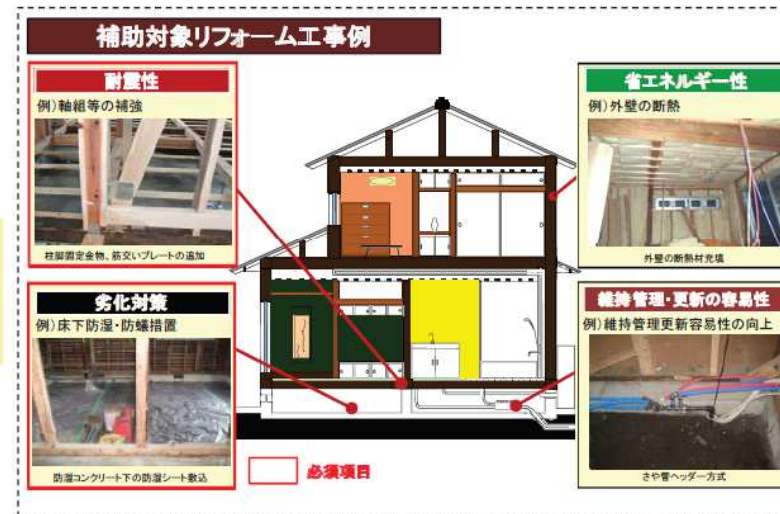 補助対象リフォーム工事例
耐震性
例)軸組等の補強
柱脚固定金物、筋交いプレートの追加
劣化対策
例)床下防湿・防蟻措置
防湿コンクリート下の防湿シート敷込
省エネルギー性
例)外壁の断熱
外壁の断熱材充填
維持管理・更新の容易性
例)維持管理更新容易性の向上
さや管ヘッダー方式
必須項目